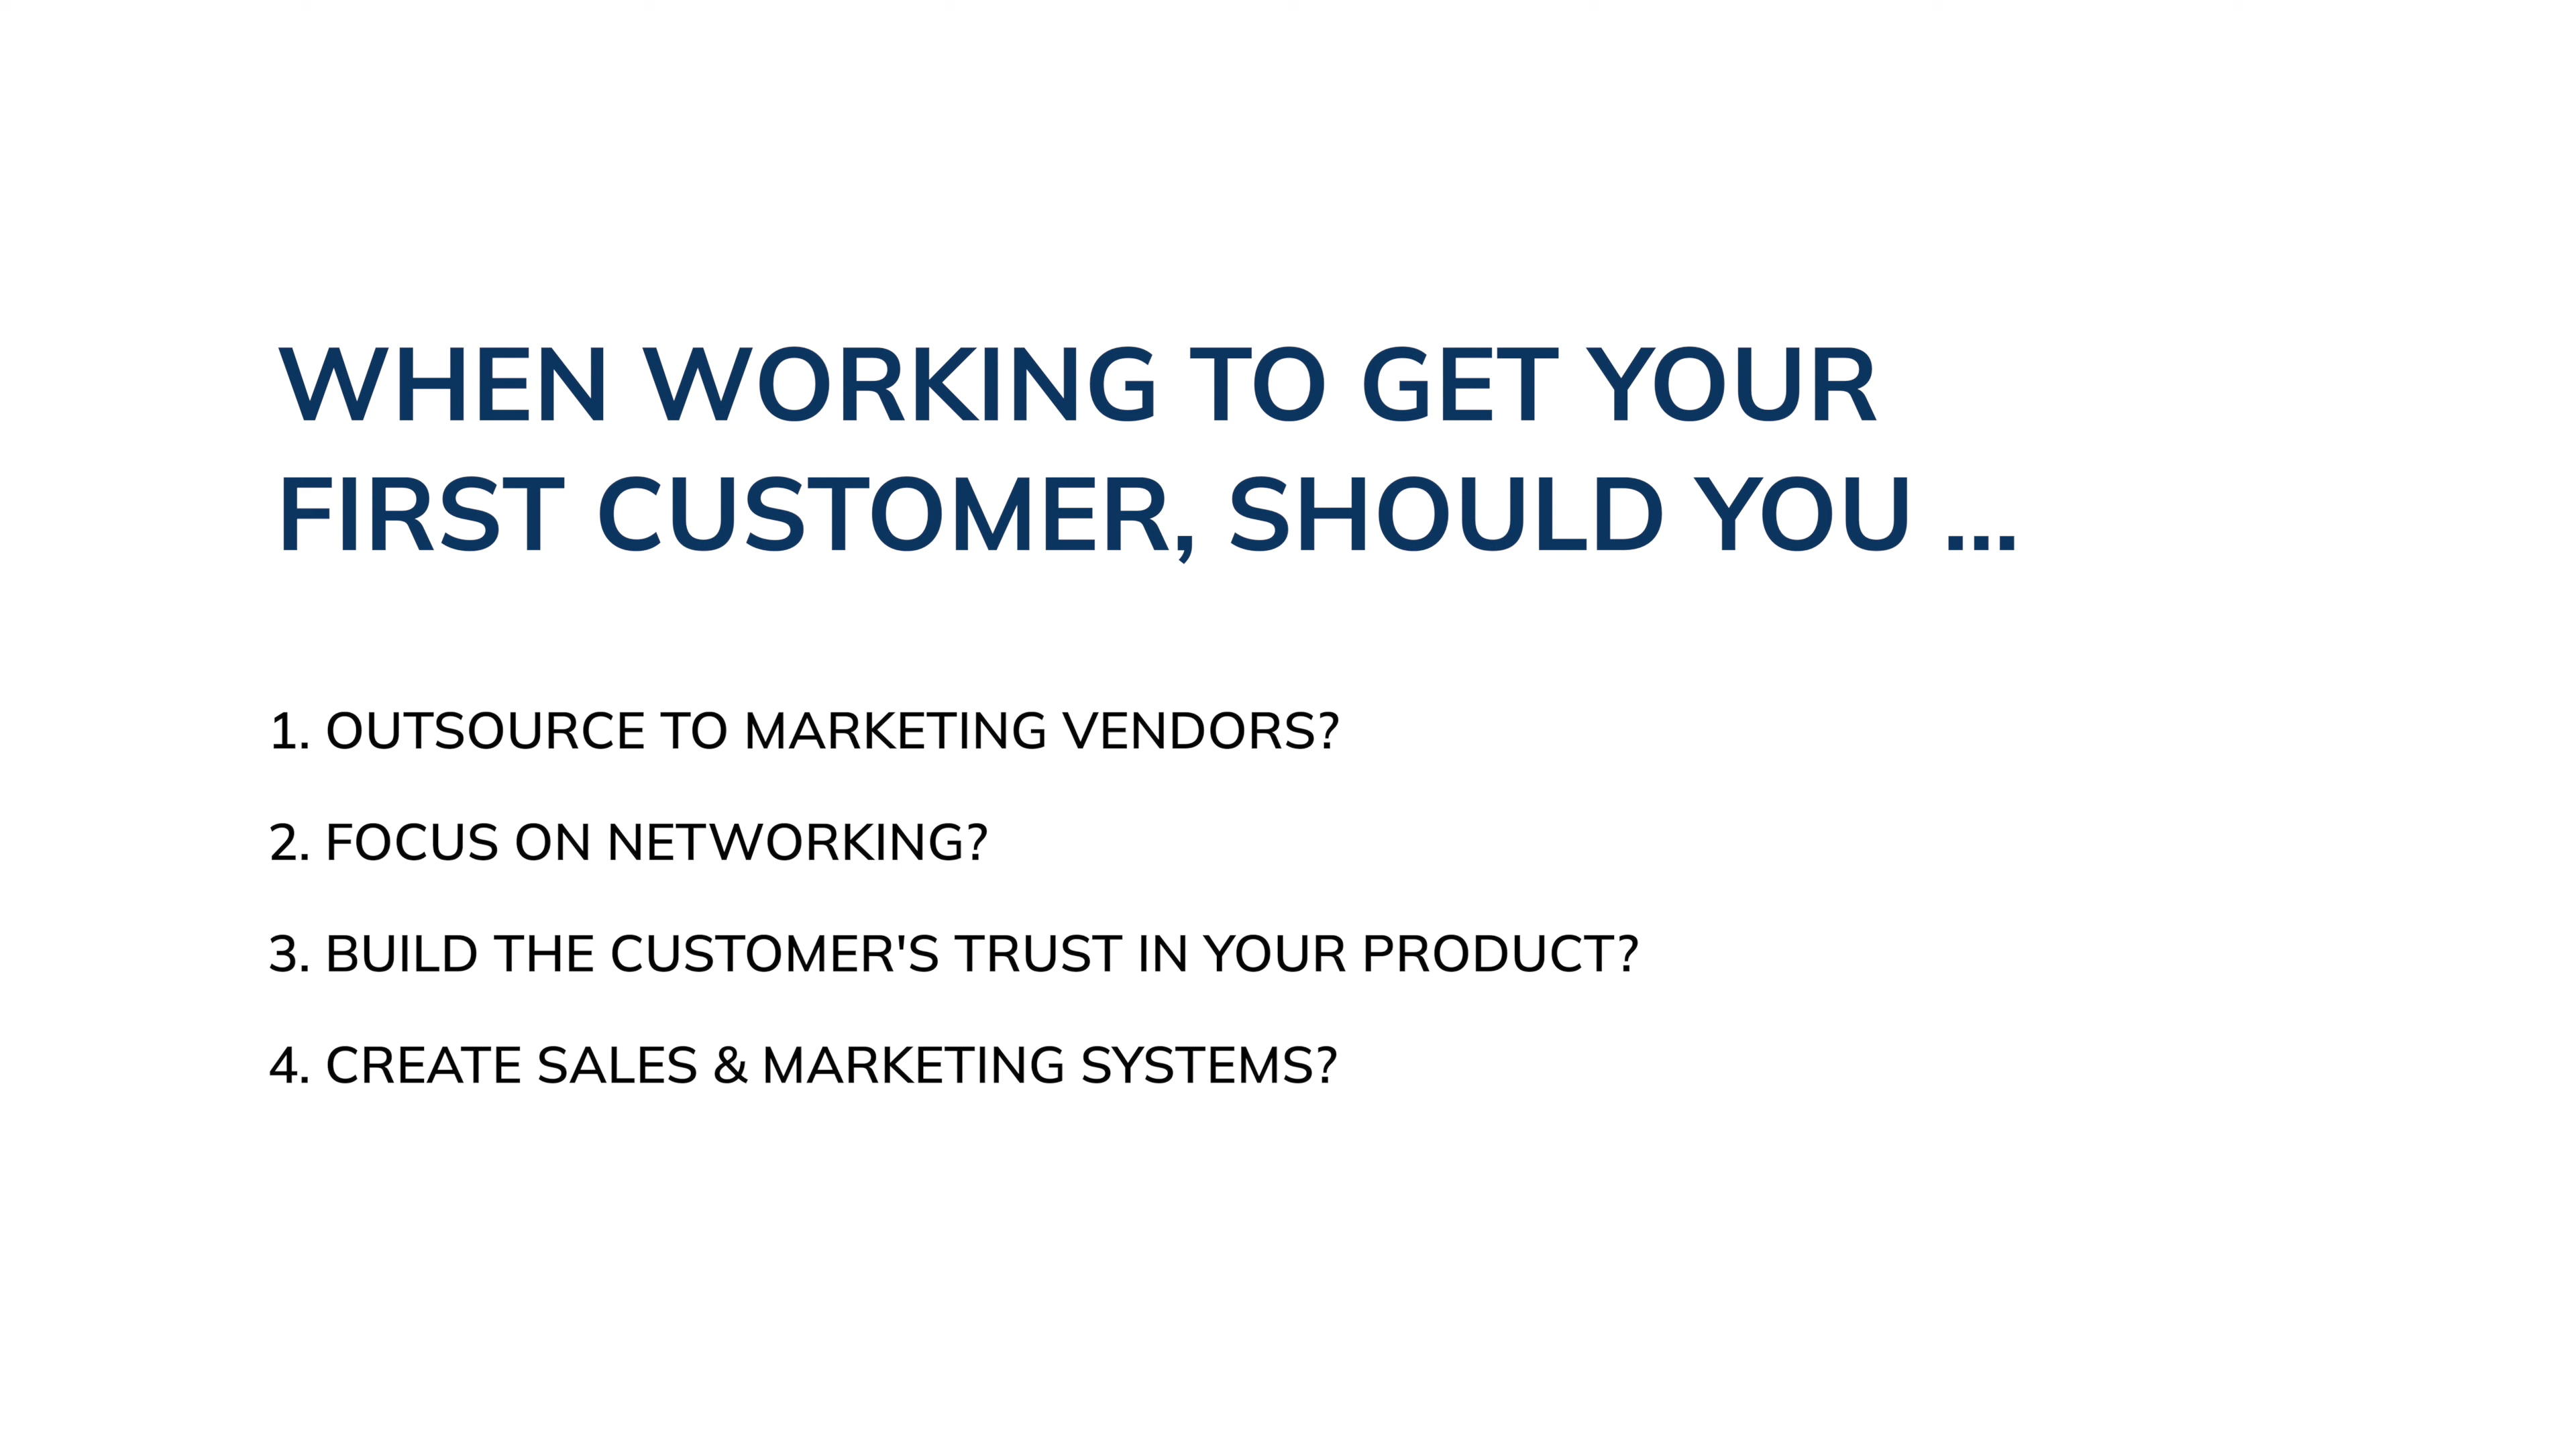 WHEN WORKING TO GET YOUR
FIRST CUSTOMER, SHOULD YOU ...
1. OUTSOURCE TO MARKETING VENDORS?
2. FOCUS ON NETWORKING?
3. BUILD THE CUSTOMER'S TRUST IN YOUR PRODUCT?
4. CREATE SALES & MARKETING SYSTEMS?